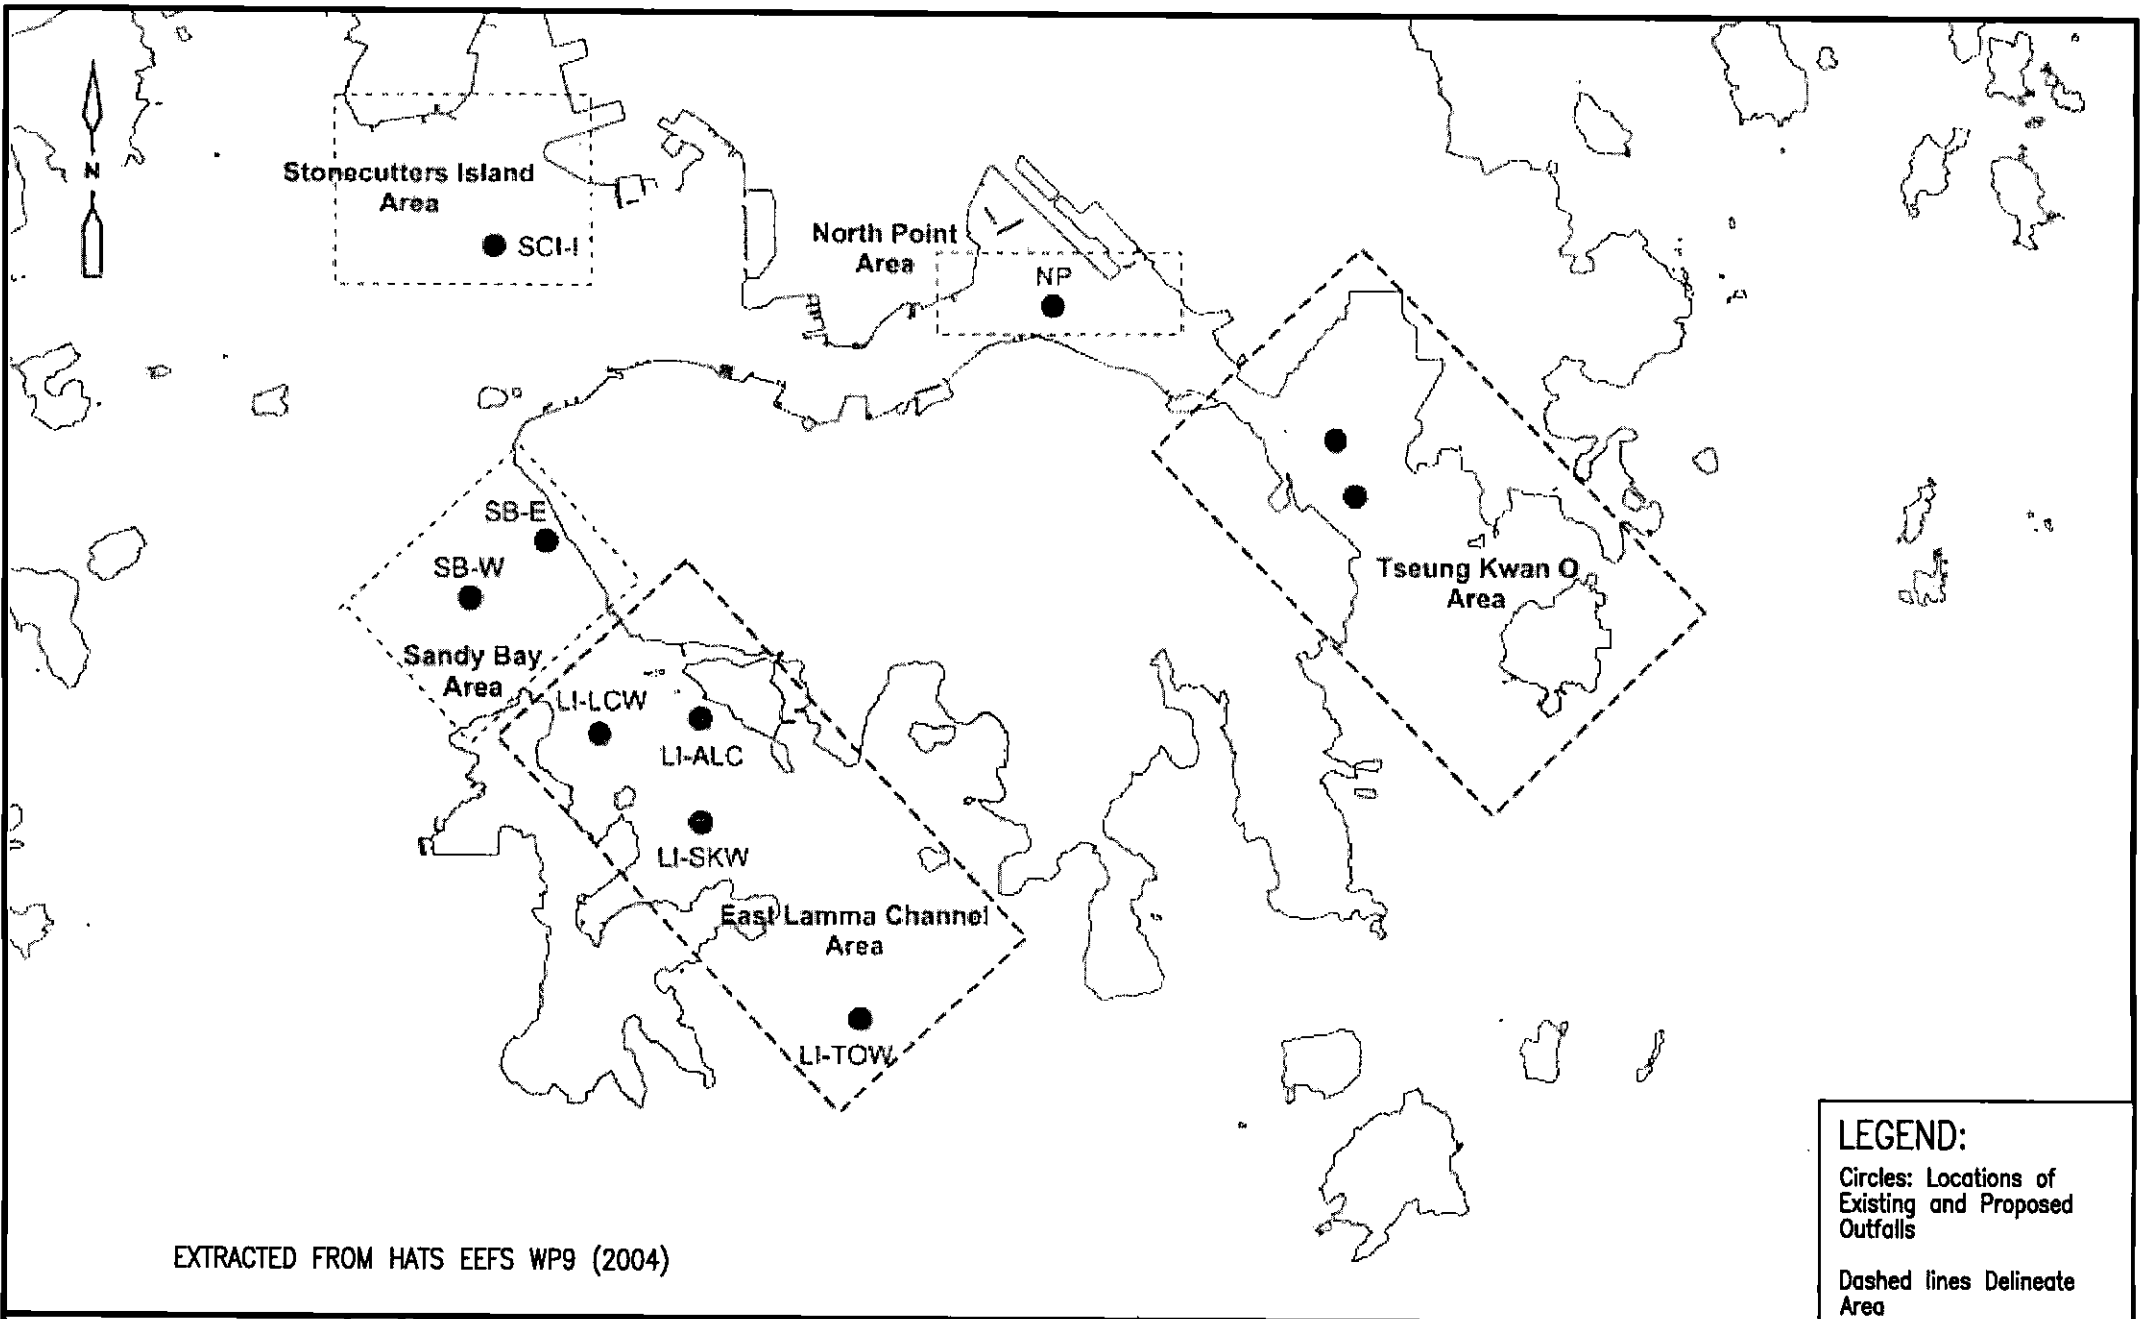 N
Stonecutters Island
Area
SCI-I
North Point
Area
NP
SB-E
SB-W
Sandy Bay
Area
Tseung Kwan O
Area
LI-LCW
LI-ALC
LI-SKW
East Lamma Channel
Area
LI-TOW
EXTRACTED FROM HATS EEFS WP9 (2004)
LEGEND:
Circles: Locations of
Existing and Proposed
Outfalls
Dashed lines Delineate
Area